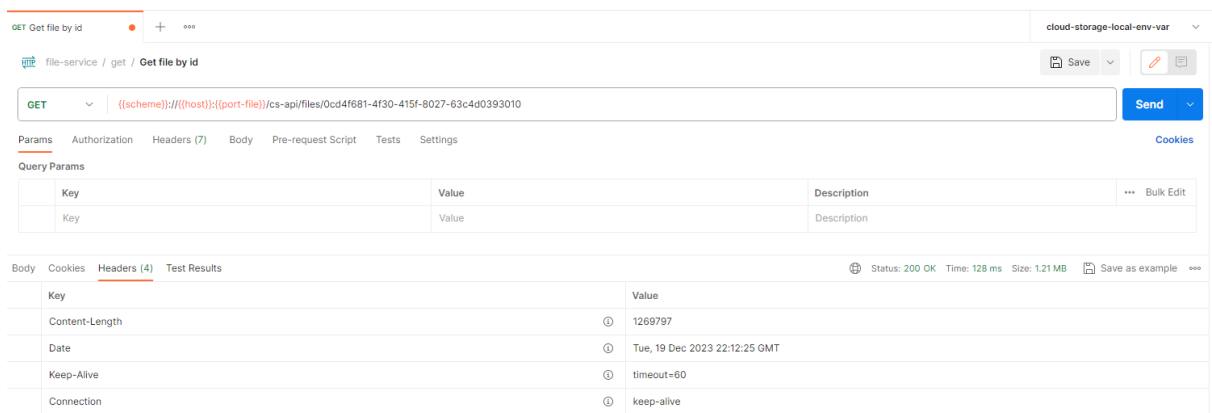 GET Get file by id
cloud-storage-local-env-var
HTTP file-service / get / Get file by id
Save
GET {{scheme}}://{{host}}:{{port-file}}/cs-api/files/0cd4f681-4f30-415f-8027-63c4d0393010
Send
Params Authorization Headers (7) Body Pre-request Script Tests Settings
Cookies
Query Params
Key Value Description ••• Bulk Edit
Key Value Description
Body Cookies Headers (4) Test Results
Status: 200 OK Time: 128 ms Size: 1.21 MB Save as example
Key Value
Content-Length 1269797
Date Tue, 19 Dec 2023 22:12:25 GMT
Keep-Alive timeout=60
Connection keep-alive